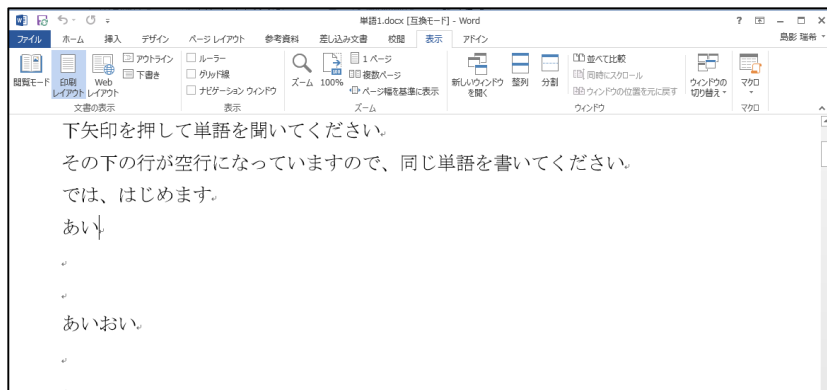 単語1.docx [互換モード] - Word
ファイル ホーム 挿入 デザイン ページ レイアウト 参考資料 差し込み文書 校閲 表示 アドイン 島影 瑞希
閲覧モード 印刷レイアウト Web レイアウト アウトライン 下書き
文書の表示
ルーラー
グリッド線
ナビゲーション ウィンドウ
表示
ズーム 100% 1 ページ 複数ページ ページ幅を基準に表示
ズーム
新しいウィンドウを開く 整列 分割 並べて比較 同時にスクロール ウィンドウの位置を元に戻す ウィンドウの切り替え
ウィンドウ
マクロ
マクロ
下矢印を押して単語を聞いてください。
その下の行が空行になっていますので、同じ単語を書いてください。
では、はじめます。
あい
あいおい。